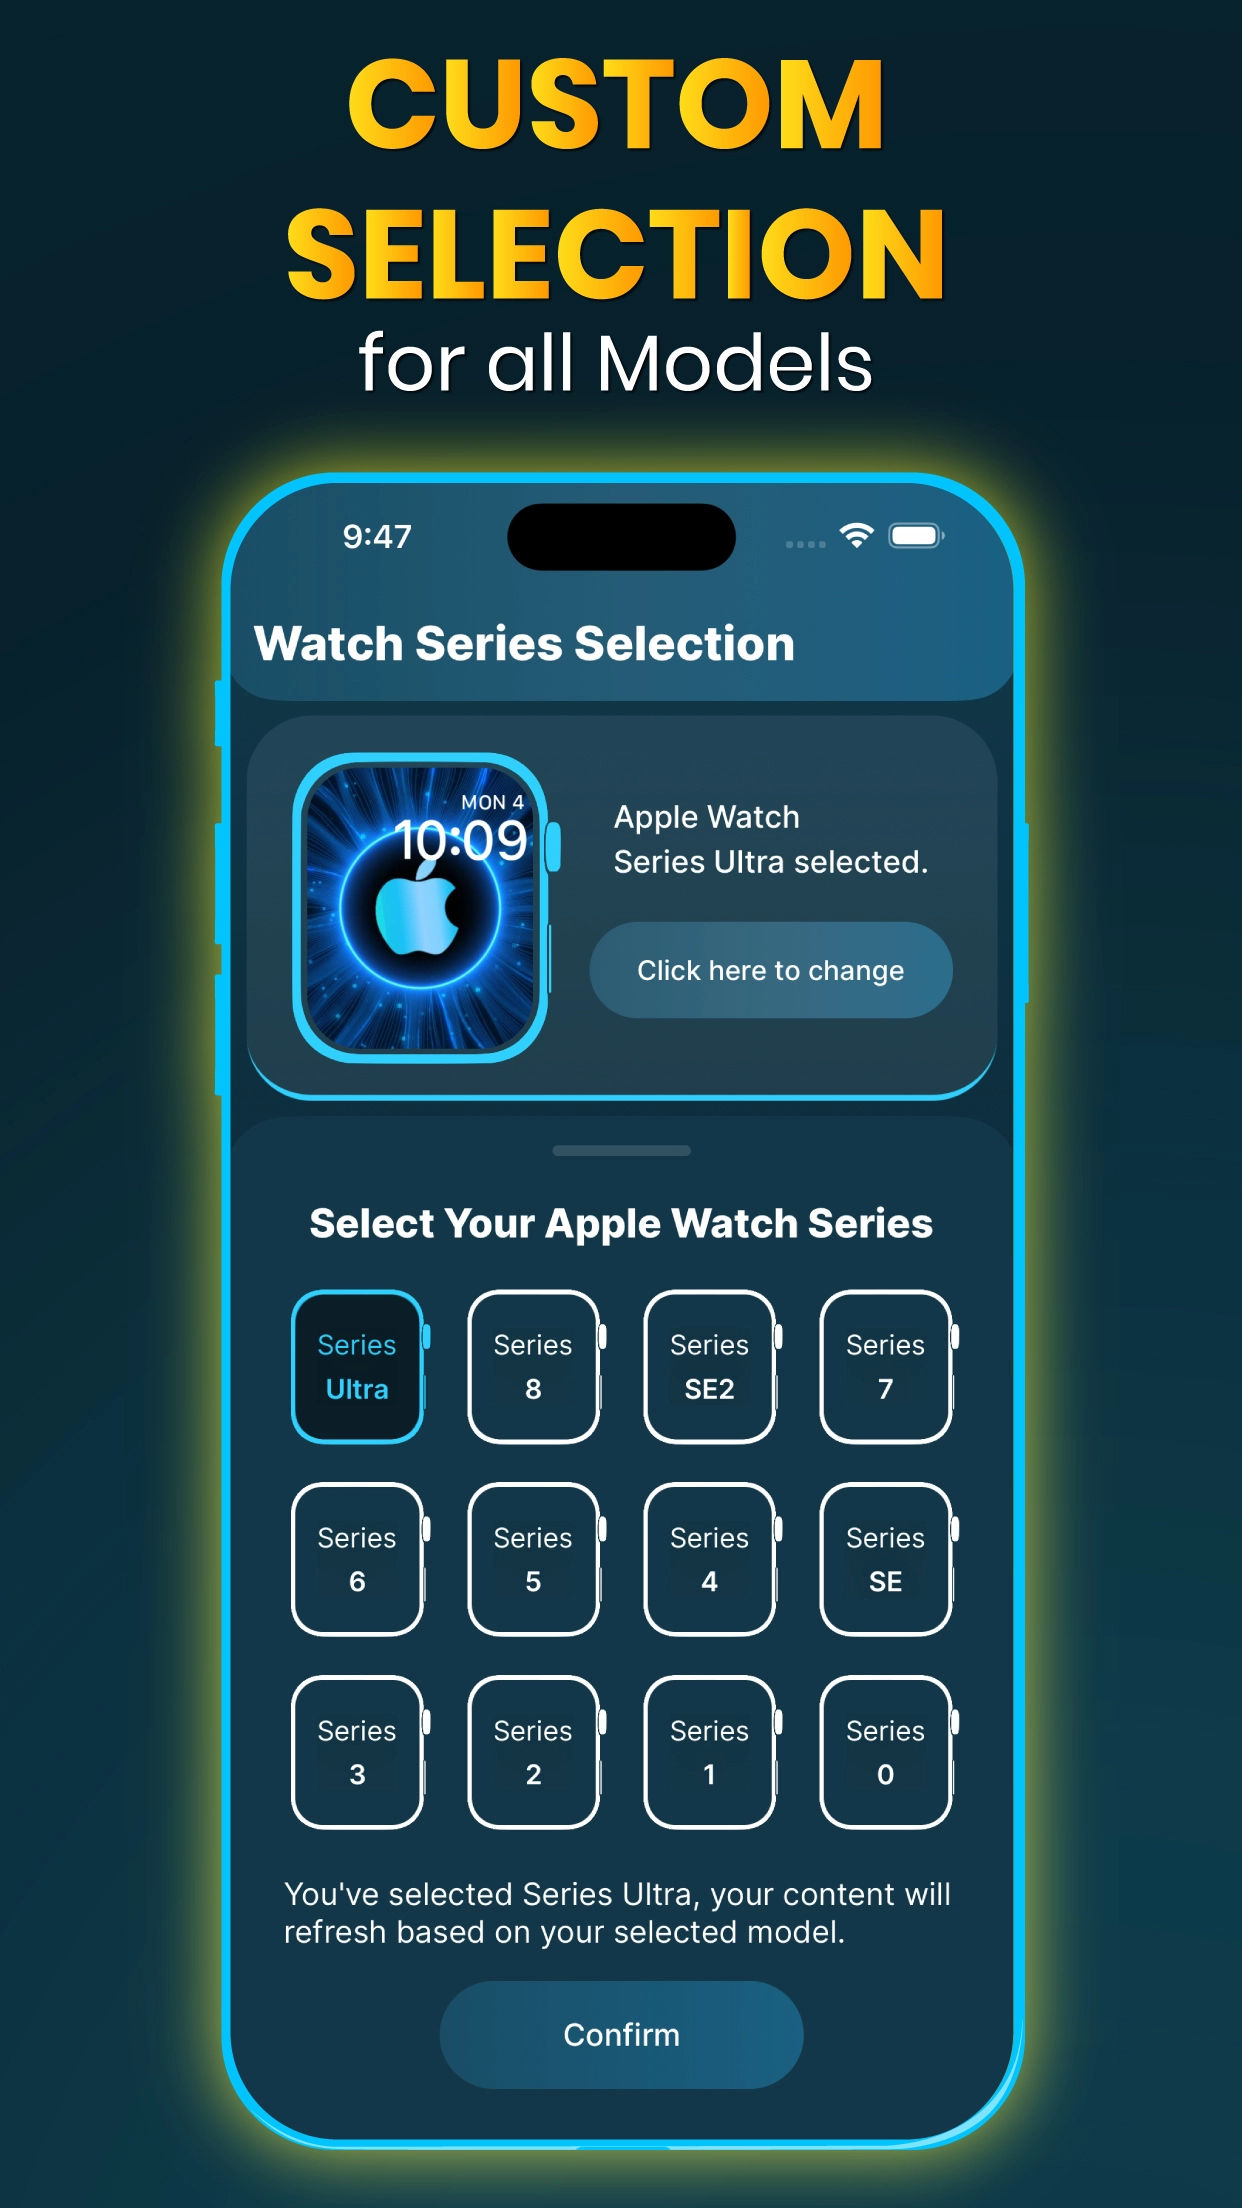 CUSTOM
SELECTION
for all Models
9:47
Watch Series Selection
MON 4
10:09
Apple Watch
Series Ultra selected.
Click here to change
Select Your Apple Watch Series
Series
Ultra
Series
8
Series
SE2
Series
7
Series
6
Series
5
Series
4
Series
SE
Series
3
Series
2
Series
1
Series
0
You've selected Series Ultra, your content will
refresh based on your selected model.
Confirm